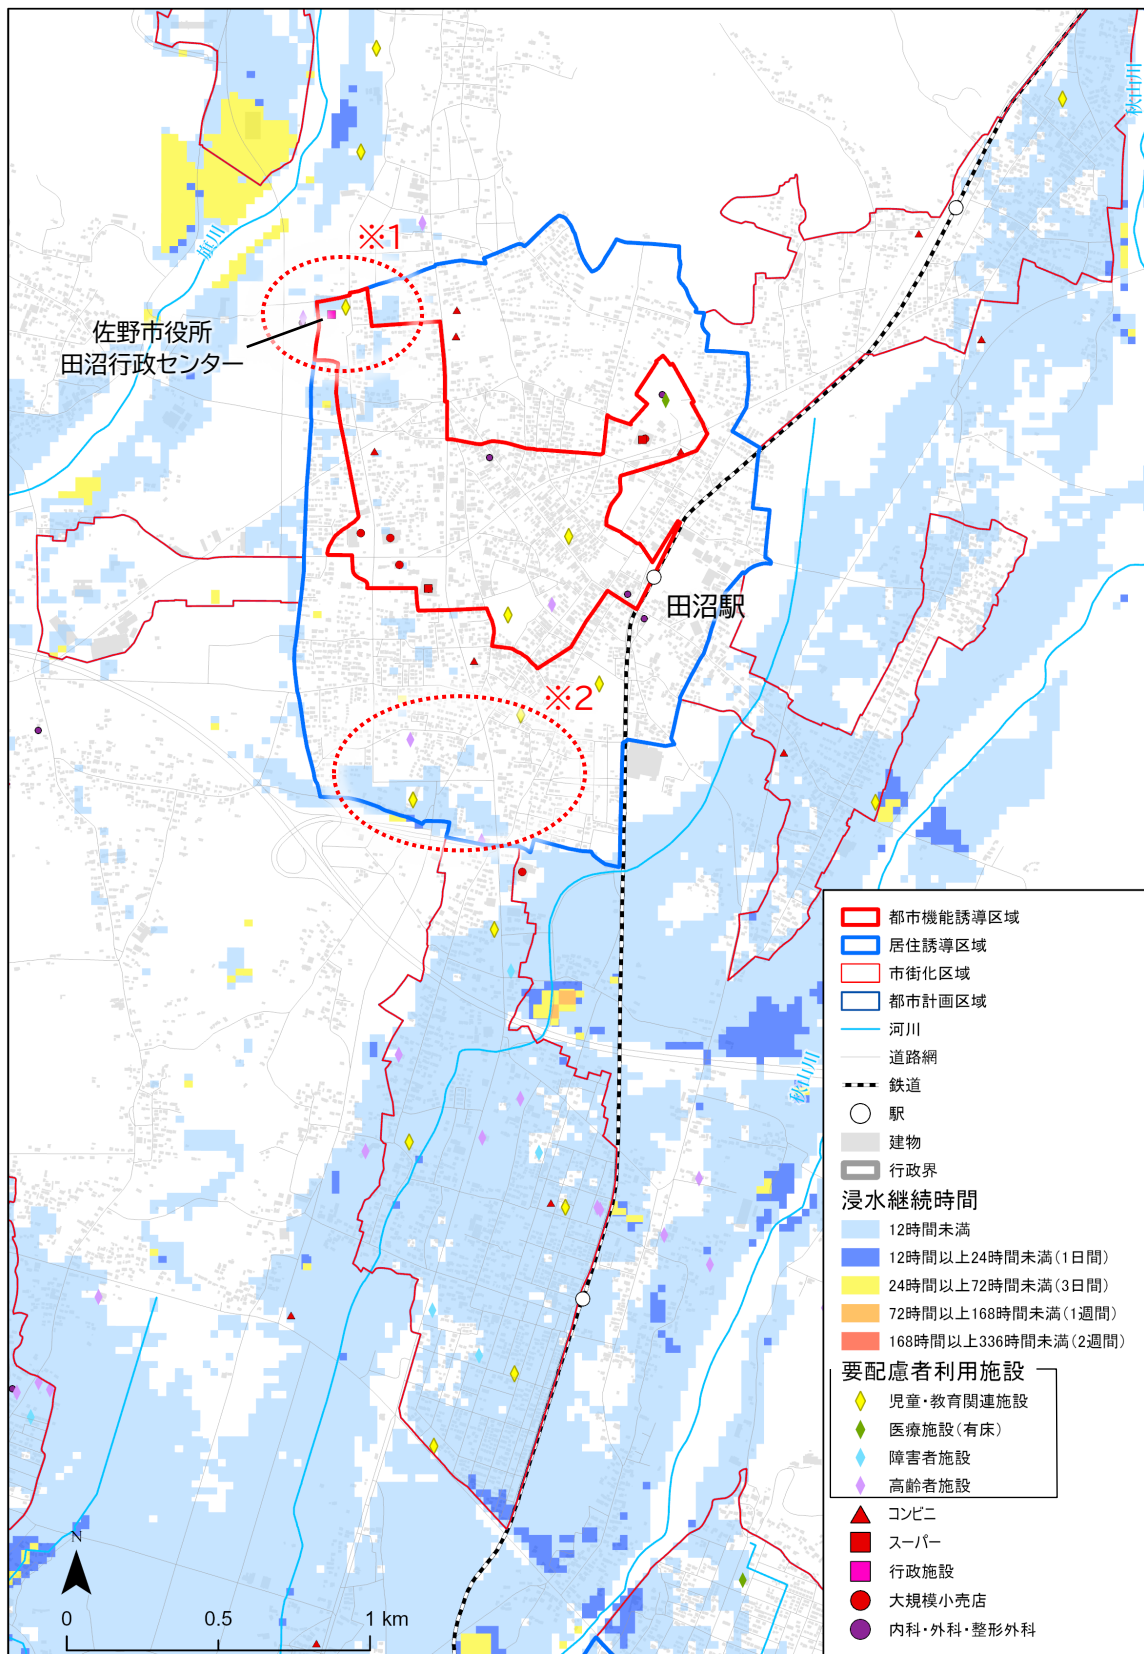 秋山川
旗川
※1
佐野市役所
田沼行政センター
田沼駅
※2
秋山川
都市機能誘導区域
居住誘導区域
市街化区域
都市計画区域
河川
道路網
鉄道
駅
建物
行政界
浸水継続時間
12時間未満
12時間以上24時間未満(1日間)
24時間以上72時間未満(3日間)
72時間以上168時間未満(1週間)
168時間以上336時間未満(2週間)
要配慮者利用施設
児童・教育関連施設
医療施設(有床)
障害者施設
高齢者施設
コンビニ
スーパー
行政施設
大規模小売店
内科・外科・整形外科
N
0 0.5 1 km